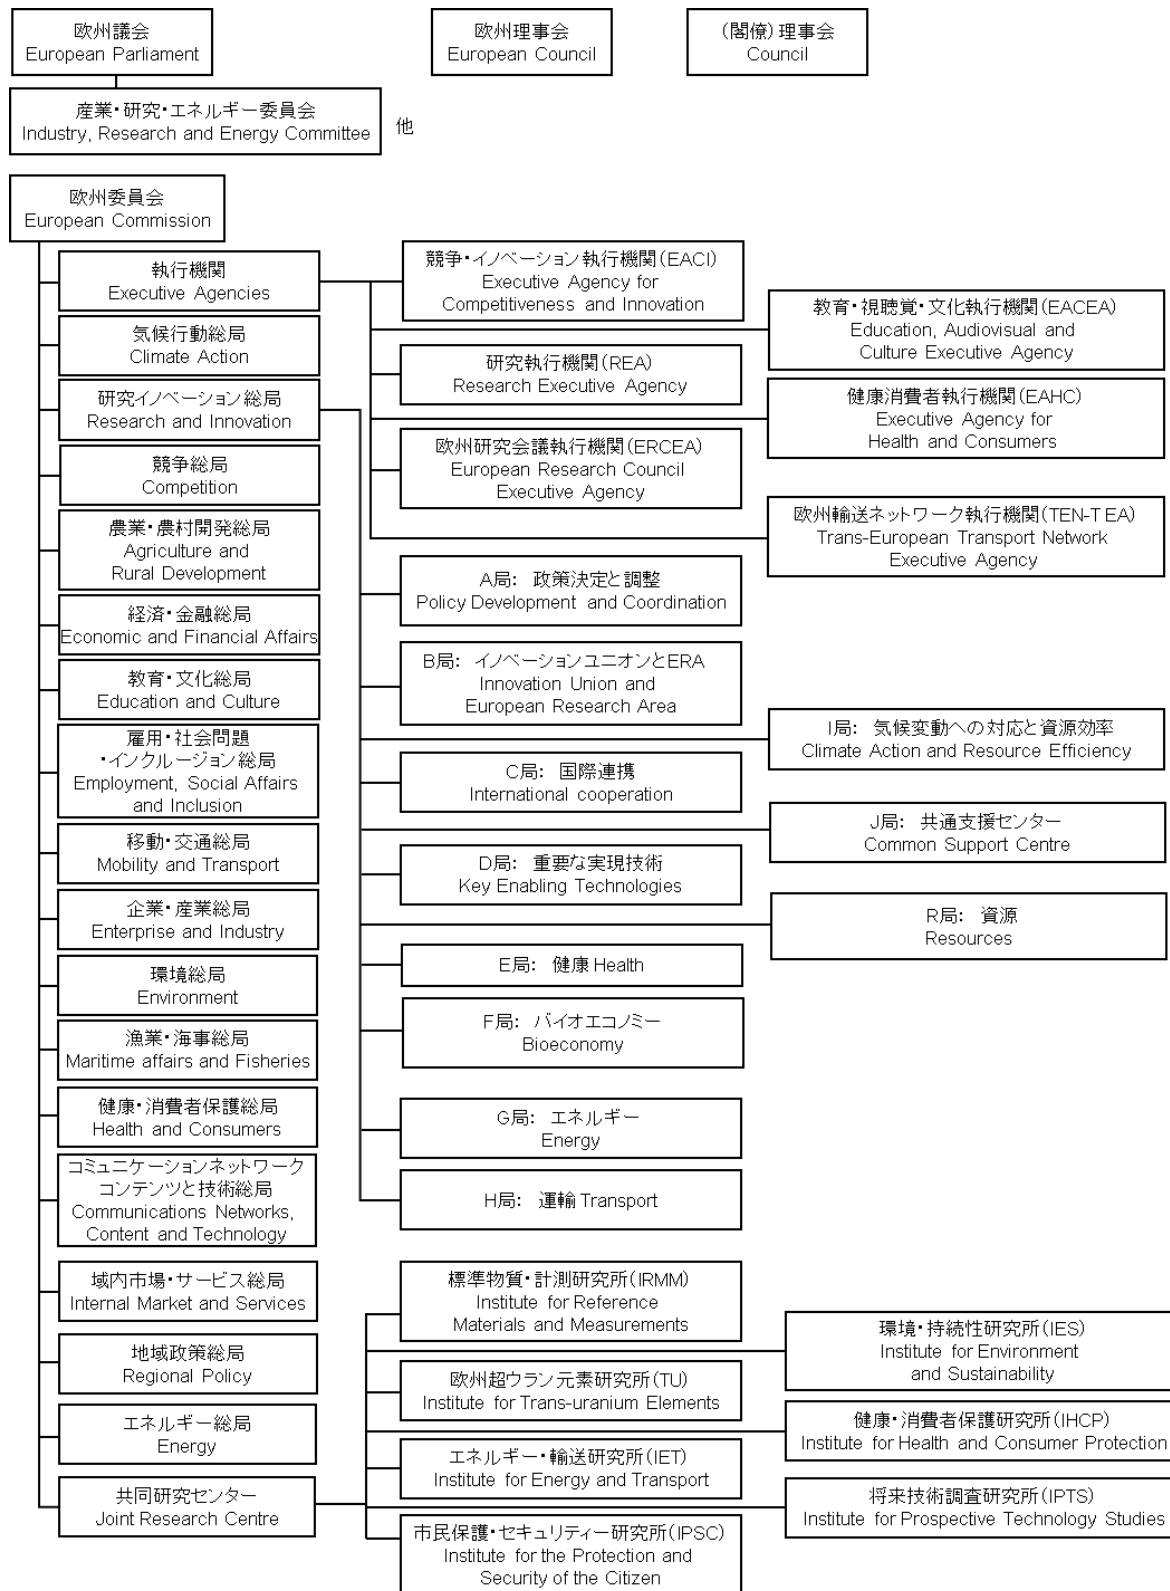 欧州議会
European Parliament
欧州理事会
European Council
(閣僚)理事会
Council
産業・研究・エネルギー委員会
Industry, Research and Energy Committee
他
欧州委員会
European Commission
執行機関
Executive Agencies
気候行動総局
Climate Action
研究イノベーション総局
Research and Innovation
競争総局
Competition
農業・農村開発総局
Agriculture and
Rural Development
経済・金融総局
Economic and Financial Affairs
教育・文化総局
Education and Culture
雇用・社会問題
・インクルージョン総局
Employment, Social Affairs
and Inclusion
移動・交通総局
Mobility and Transport
企業・産業総局
Enterprise and Industry
環境総局
Environment
漁業・海事総局
Maritime affairs and Fisheries
健康・消費者保護総局
Health and Consumers
コミュニケーションネットワーク
コンテンツと技術総局
Communications Networks,
Content and Technology
域内市場・サービス総局
Internal Market and Services
地域政策総局
Regional Policy
エネルギー総局
Energy
共同研究センター
Joint Research Centre
競争・イノベーション執行機関(EACI)
Executive Agency for
Competitiveness and Innovation
研究執行機関(REA)
Research Executive Agency
欧州研究会議執行機関(ERCEA)
European Research Council
Executive Agency
教育・視聴覚・文化執行機関(EACEA)
Education, Audiovisual and
Culture Executive Agency
健康消費者執行機関(EAHC)
Executive Agency for
Health and Consumers
欧州輸送ネットワーク執行機関(TEN-T EA)
Trans-European Transport Network
Executive Agency
A局: 政策決定と調整
Policy Development and Coordination
B局: イノベーションユニオンとERA
Innovation Union and
European Research Area
C局: 国際連携
International cooperation
D局: 重要な実現技術
Key Enabling Technologies
E局: 健康 Health
F局: バイオエコノミー
Bioeconomy
G局: エネルギー
Energy
H局: 運輸 Transport
I局: 気候変動への対応と資源効率
Climate Action and Resource Efficiency
J局: 共通支援センター
Common Support Centre
R局: 資源
Resources
標準物質・計測研究所(IRMM)
Institute for Reference
Materials and Measurements
欧州超ウラン元素研究所(TU)
Institute for Trans-uranium Elements
エネルギー・輸送研究所(IET)
Institute for Energy and Transport
市民保護・セキュリティー研究所(IPSC)
Institute for the Protection and
Security of the Citizen
環境・持続性研究所(IES)
Institute for Environment
and Sustainability
健康・消費者保護研究所(IHCP)
Institute for Health and Consumer Protection
将来技術調査研究所(IPTS)
Institute for Prospective Technology Studies